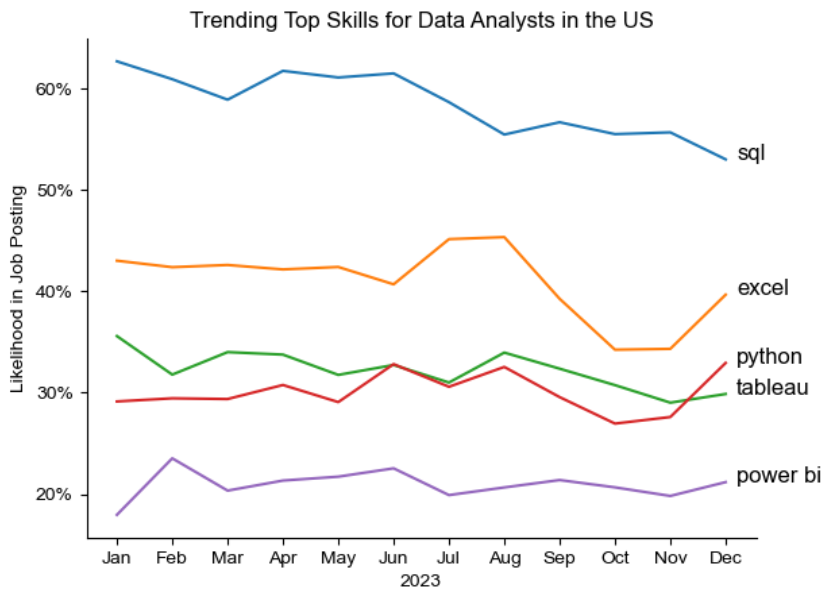 Trending Top Skills for Data Analysts in the US
Likelihood in Job Posting
60%
50%
40%
30%
20%
sql
excel
python
tableau
power bi
Jan Feb Mar Apr May Jun Jul Aug Sep Oct Nov Dec
2023